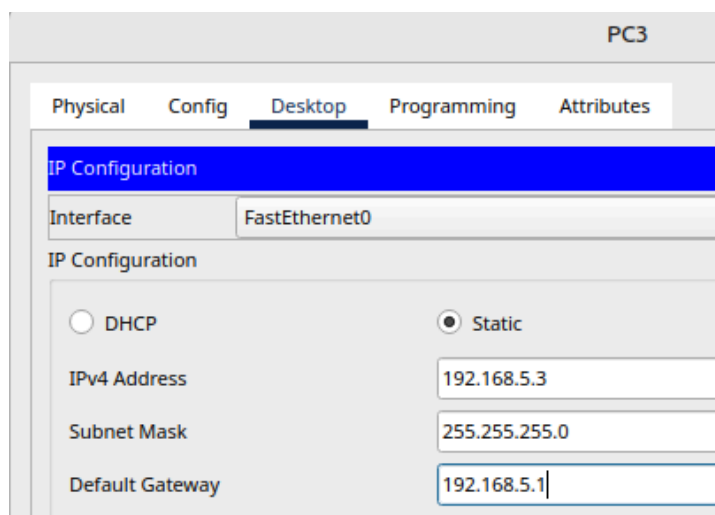 PC3
Physical Config Desktop Programming Attributes
IP Configuration
Interface FastEthernet0
IP Configuration
DHCP Static
IPv4 Address 192.168.5.3
Subnet Mask 255.255.255.0
Default Gateway 192.168.5.1